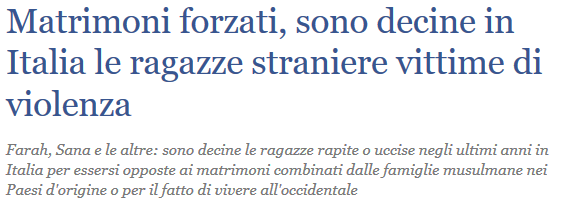 Matrimoni forzati, sono decine in
Italia le ragazze straniere vittime di
violenza
Farah, Sana e le altre: sono decine le ragazze rapite o uccise negli ultimi anni in
Italia per essersi opposte ai matrimoni combinati dalle famiglie musulmane nei
Paesi d'origine o per il fatto di vivere all'occidentale